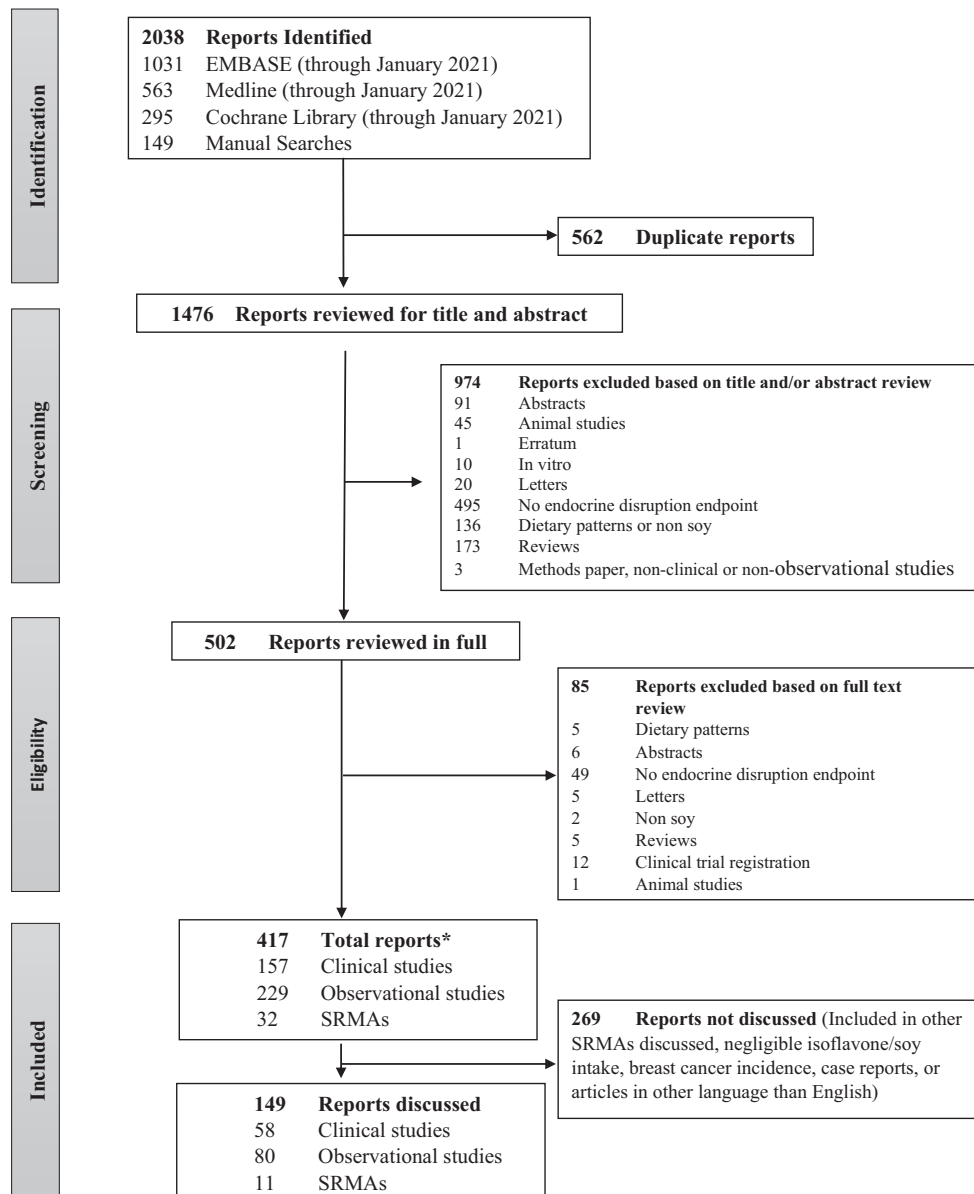 Identification
2038 Reports Identified
1031 EMBASE (through January 2021)
563 Medline (through January 2021)
295 Cochrane Library (through January 2021)
149 Manual Searches
562 Duplicate reports
Screening
1476 Reports reviewed for title and abstract
974 Reports excluded based on title and/or abstract review
91 Abstracts
45 Animal studies
1 Erratum
10 In vitro
20 Letters
495 No endocrine disruption endpoint
136 Dietary patterns or non soy
173 Reviews
3 Methods paper, non-clinical or non-observational studies
Eligibility
502 Reports reviewed in full
85 Reports excluded based on full text
review
5 Dietary patterns
6 Abstracts
49 No endocrine disruption endpoint
5 Letters
2 Non soy
5 Reviews
12 Clinical trial registration
1 Animal studies
Included
417 Total reports*
157 Clinical studies
229 Observational studies
32 SRMAs
269 Reports not discussed (Included in other
SRMAs discussed, negligible isoflavone/soy
intake, breast cancer incidence, case reports, or
articles in other language than English)
149 Reports discussed
58 Clinical studies
80 Observational studies
11 SRMAs